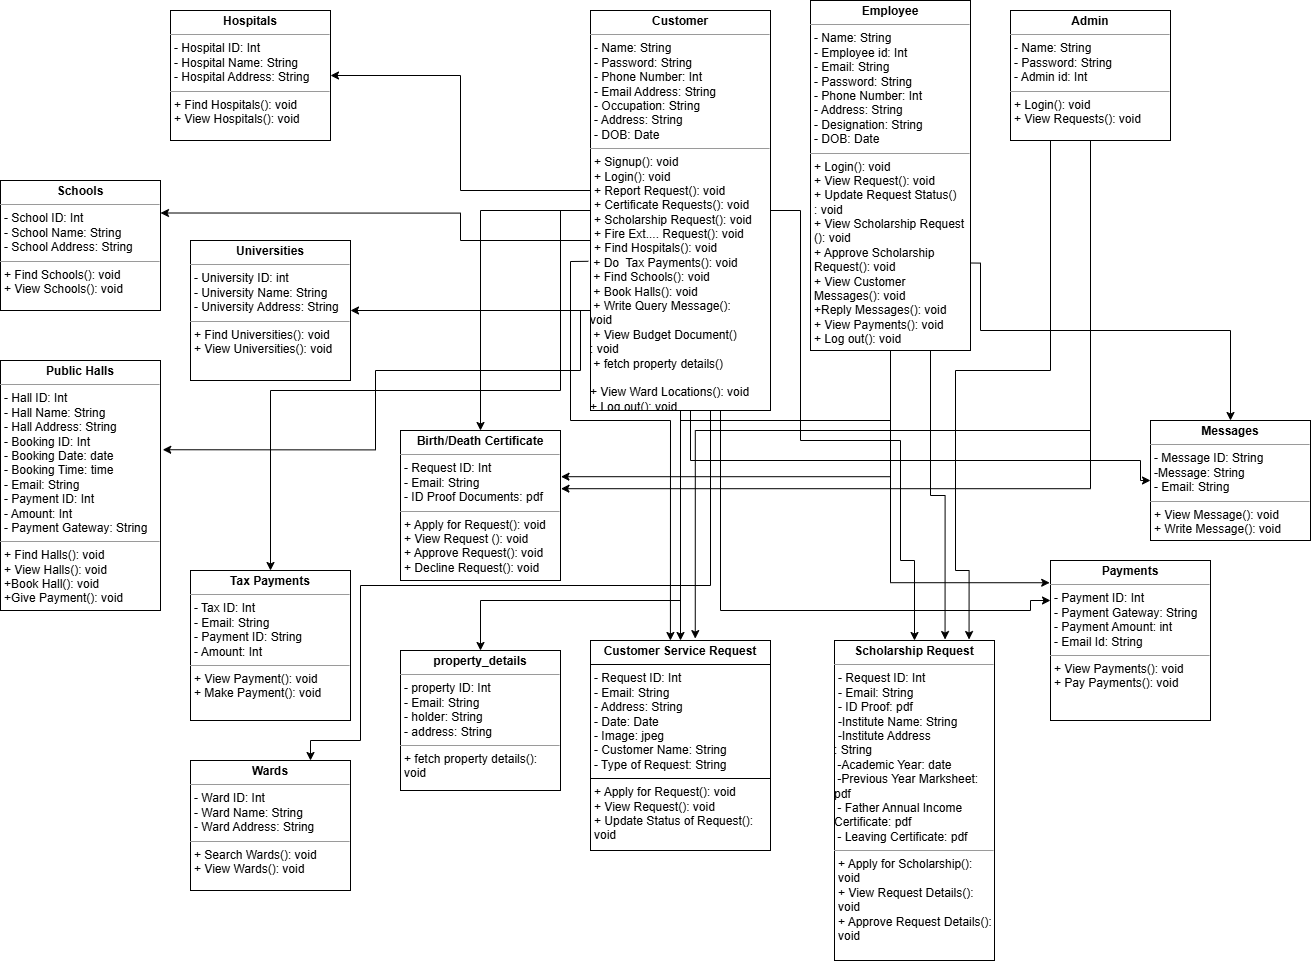 Hospitals
- Hospital ID: Int
- Hospital Name: String
- Hospital Address: String
+ Find Hospitals(): void
+ View Hospitals(): void
Customer
- Name: String
- Password: String
- Phone Number: Int
- Email Address: String
- Occupation: String
- Address: String
- DOB: Date
+ Signup(): void
+ Login(): void
+ Report Request(): void
+ Certificate Requests(): void
+ Scholarship Request(): void
+ Fire Ext.... Request(): void
+ Find Hospitals(): void
+ Do  Tax Payments(): void
+ Find Schools(): void
+ Book Halls(): void
+ Write Query Message():
void
+ View Budget Document()
: void
+ fetch property details()
+ View Ward Locations(): void
+ Log out(): void
Employee
- Name: String
- Employee id: Int
- Email: String
- Password: String
- Phone Number: Int
- Address: String
- Designation: String
- DOB: Date
+ Login(): void
+ View Request(): void
+ Update Request Status()
: void
+ View Scholarship Request
(): void
+ Approve Scholarship
Request(): void
+ View Customer
Messages(): void
+Reply Messages(): void
+ View Payments(): void
+ Log out(): void
Admin
- Name: String
- Password: String
- Admin id: Int
+ Login(): void
+ View Requests(): void
Schools
- School ID: Int
- School Name: String
- School Address: String
+ Find Schools(): void
+ View Schools(): void
Universities
- University ID: int
- University Name: String
- University Address: String
+ Find Universities(): void
+ View Universities(): void
Public Halls
- Hall ID: Int
- Hall Name: String
- Hall Address: String
- Booking ID: Int
- Booking Date: date
- Booking Time: time
- Email: String
- Payment ID: Int
- Amount: Int
- Payment Gateway: String
+ Find Halls(): void
+ View Halls(): void
+Book Hall(): void
+Give Payment(): void
Birth/Death Certificate
- Request ID: Int
- Email: String
- ID Proof Documents: pdf
+ Apply for Request(): void
+ View Request (): void
+ Approve Request(): void
+ Decline Request(): void
Messages
- Message ID: String
-Message: String
- Email: String
+ View Message(): void
+ Write Message(): void
Tax Payments
- Tax ID: Int
- Email: String
- Payment ID: String
- Amount: Int
+ View Payment(): void
+ Make Payment(): void
Payments
- Payment ID: Int
- Payment Gateway: String
- Payment Amount: int
- Email Id: String
+ View Payments(): void
+ Pay Payments(): void
property_details
- property ID: Int
- Email: String
- holder: String
- address: String
+ fetch property details():
void
Customer Service Request
- Request ID: Int
- Email: String
- Address: String
- Date: Date
- Image: jpeg
- Customer Name: String
- Type of Request: String
+ Apply for Request(): void
+ View Request(): void
+ Update Status of Request():
void
Scholarship Request
- Request ID: Int
- Email: String
- ID Proof: pdf
-Institute Name: String
-Institute Address
: String
-Academic Year: date
-Previous Year Marksheet:
pdf
- Father Annual Income
Certificate: pdf
- Leaving Certificate: pdf
+ Apply for Scholarship():
void
+ View Request Details():
void
+ Approve Request Details():
void
Wards
- Ward ID: Int
- Ward Name: String
- Ward Address: String
+ Search Wards(): void
+ View Wards(): void